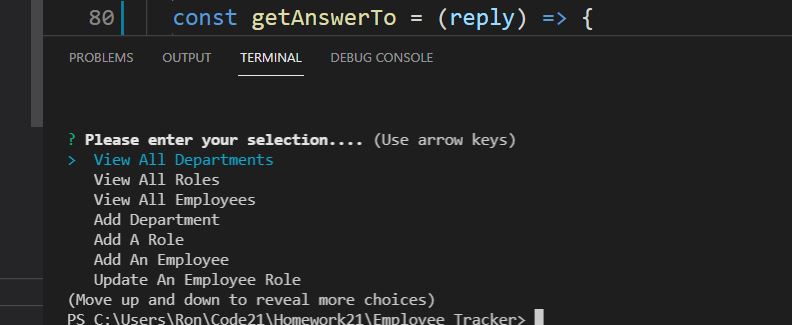 80 const getAnswerTo = (reply) => {
PROBLEMS OUTPUT TERMINAL DEBUG CONSOLE
? Please enter your selection.... (Use arrow keys)
> View All Departments
View All Roles
View All Employees
Add Department
Add A Role
Add An Employee
Update An Employee Role
(Move up and down to reveal more choices)
PS C:\Users\Ron\Code21\Homework21\Employee Tracker>